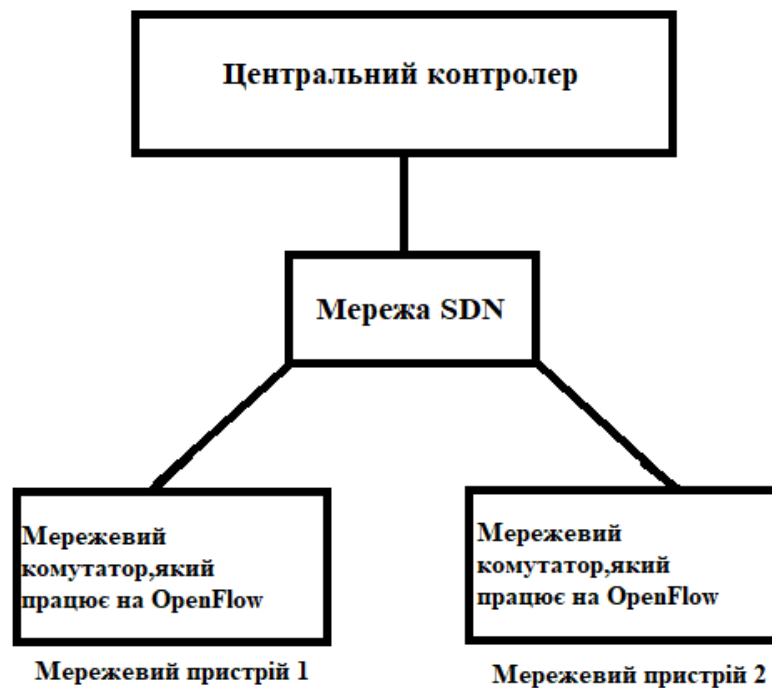 Центральний контролер
Мережа SDN
Мережевий
комутатор,який
працює на OpenFlow
Мережевий пристрій 1
Мережевий
комутатор,який
працює на OpenFlow
Мережевий пристрій 2